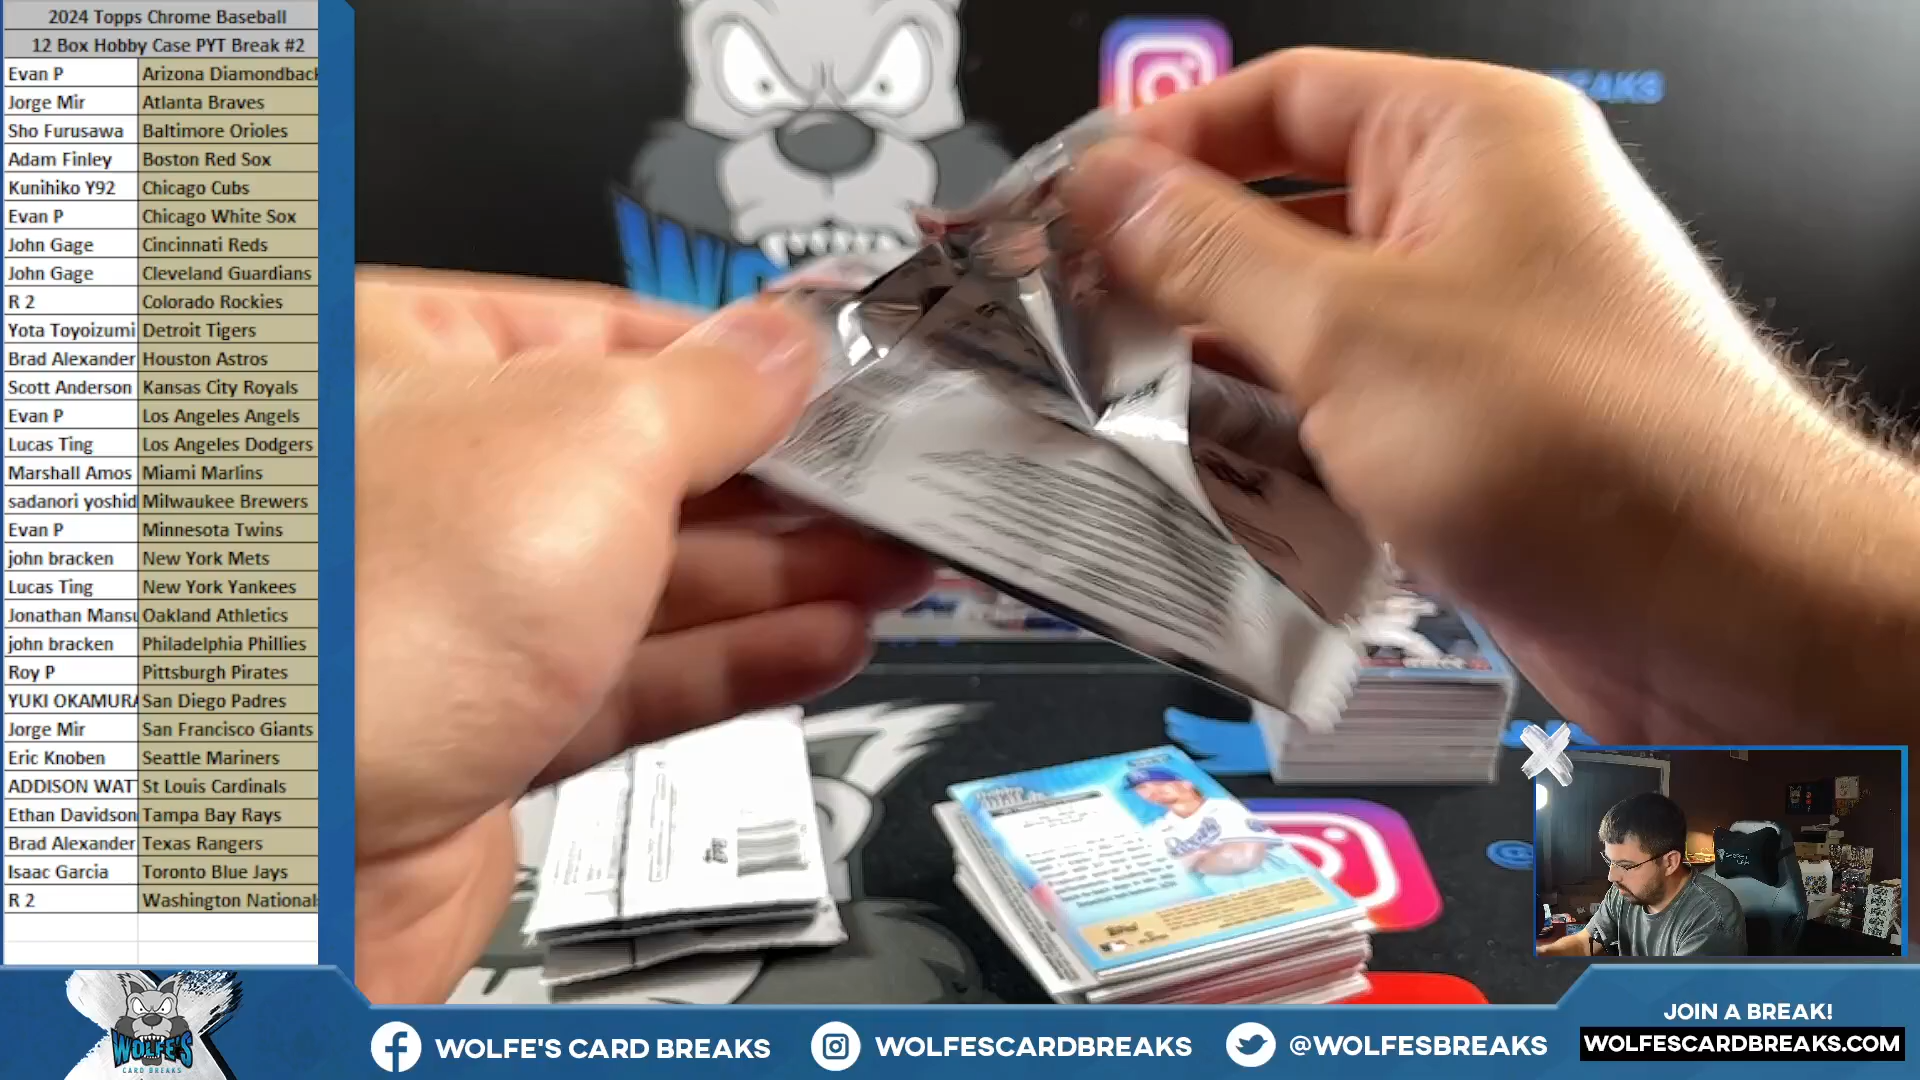 2024 Topps Chrome Baseball
12 Box Hobby Case PYT Break #2
Evan P Arizona Diamondback
Jorge Mir Atlanta Braves
Sho Furusawa Baltimore Orioles
Adam Finley Boston Red Sox
Kunihiko Y92 Chicago Cubs
Evan P Chicago White Sox
John Gage Cincinnati Reds
John Gage Cleveland Guardians
R 2 Colorado Rockies
Yota Toyoizumi Detroit Tigers
Brad Alexander Houston Astros
Scott Anderson Kansas City Royals
Evan P Los Angeles Angels
Lucas Ting Los Angeles Dodgers
Marshall Amos Miami Marlins
sadanori yoshid Milwaukee Brewers
Evan P Minnesota Twins
john bracken New York Mets
Lucas Ting New York Yankees
Jonathan Mansu Oakland Athletics
john bracken Philadelphia Phillies
Roy P Pittsburgh Pirates
YUKI OKAMURA San Diego Padres
Jorge Mir San Francisco Giants
Eric Knoben Seattle Mariners
ADDISON WAT St Louis Cardinals
Ethan Davidson Tampa Bay Rays
Brad Alexander Texas Rangers
Isaac Garcia Toronto Blue Jays
R 2 Washington National
WOLFE'S
CARD BREAKS
WOLFE'S CARD BREAKS
WOLFESCARDBREAKS
@WOLFESBREAKS
JOIN A BREAK!
WOLFESCARDBREAKS.COM